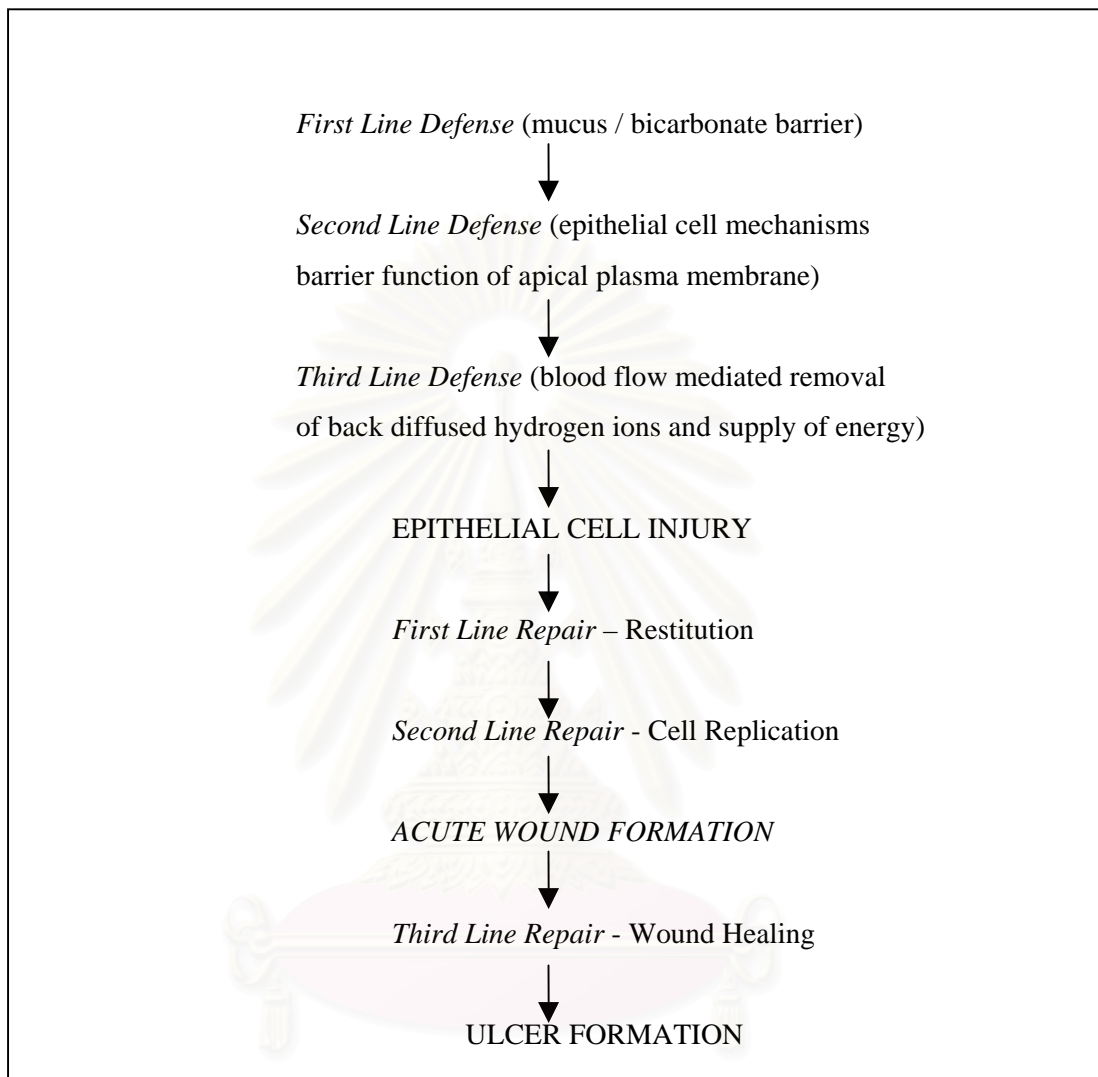 First Line Defense (mucus / bicarbonate barrier)
Second Line Defense (epithelial cell mechanisms
barrier function of apical plasma membrane)
Third Line Defense (blood flow mediated removal
of back diffused hydrogen ions and supply of energy)
EPITHELIAL CELL INJURY
First Line Repair – Restitution
Second Line Repair - Cell Replication
ACUTE WOUND FORMATION
Third Line Repair - Wound Healing
ULCER FORMATION